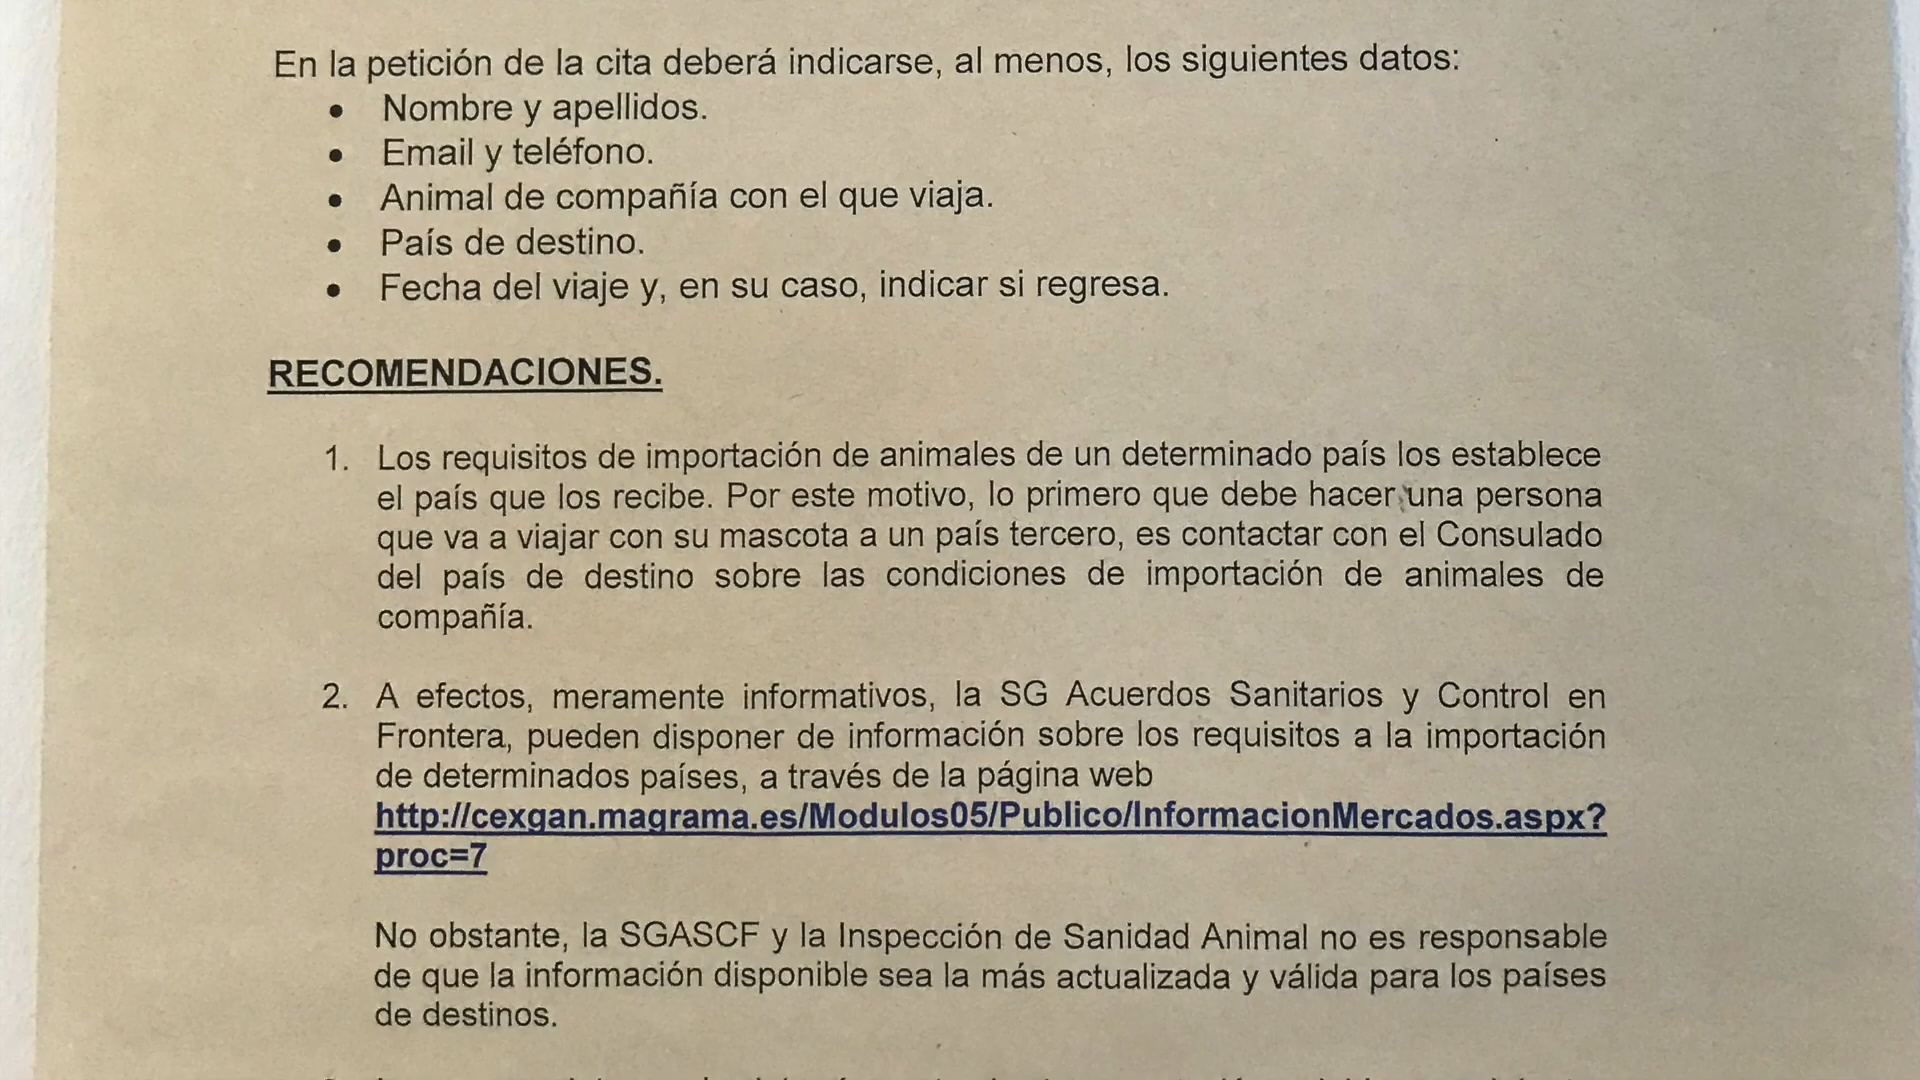 En la petición de la cita deberá indicarse, al menos, los siguientes datos:
• Nombre y apellidos.
• Email y teléfono.
• Animal de compañía con el que viaja.
• País de destino.
• Fecha del viaje y, en su caso, indicar si regresa.
RECOMENDACIONES.
1. Los requisitos de importación de animales de un determinado país los establece
el país que los recibe. Por este motivo, lo primero que debe hacer una persona
que va a viajar con su mascota a un país tercero, es contactar con el Consulado
del país de destino sobre las condiciones de importación de animales de
compañía.
2. A efectos, meramente informativos, la SG Acuerdos Sanitarios y Control en
Frontera, pueden disponer de información sobre los requisitos a la importación
de determinados países, a través de la página web
http://cexgan.magrama.es/Modulos05/Publico/InformacionMercados.aspx?
proc=7
No obstante, la SGASCF y la Inspección de Sanidad Animal no es responsable
de que la información disponible sea la más actualizada y válida para los países
de destinos.